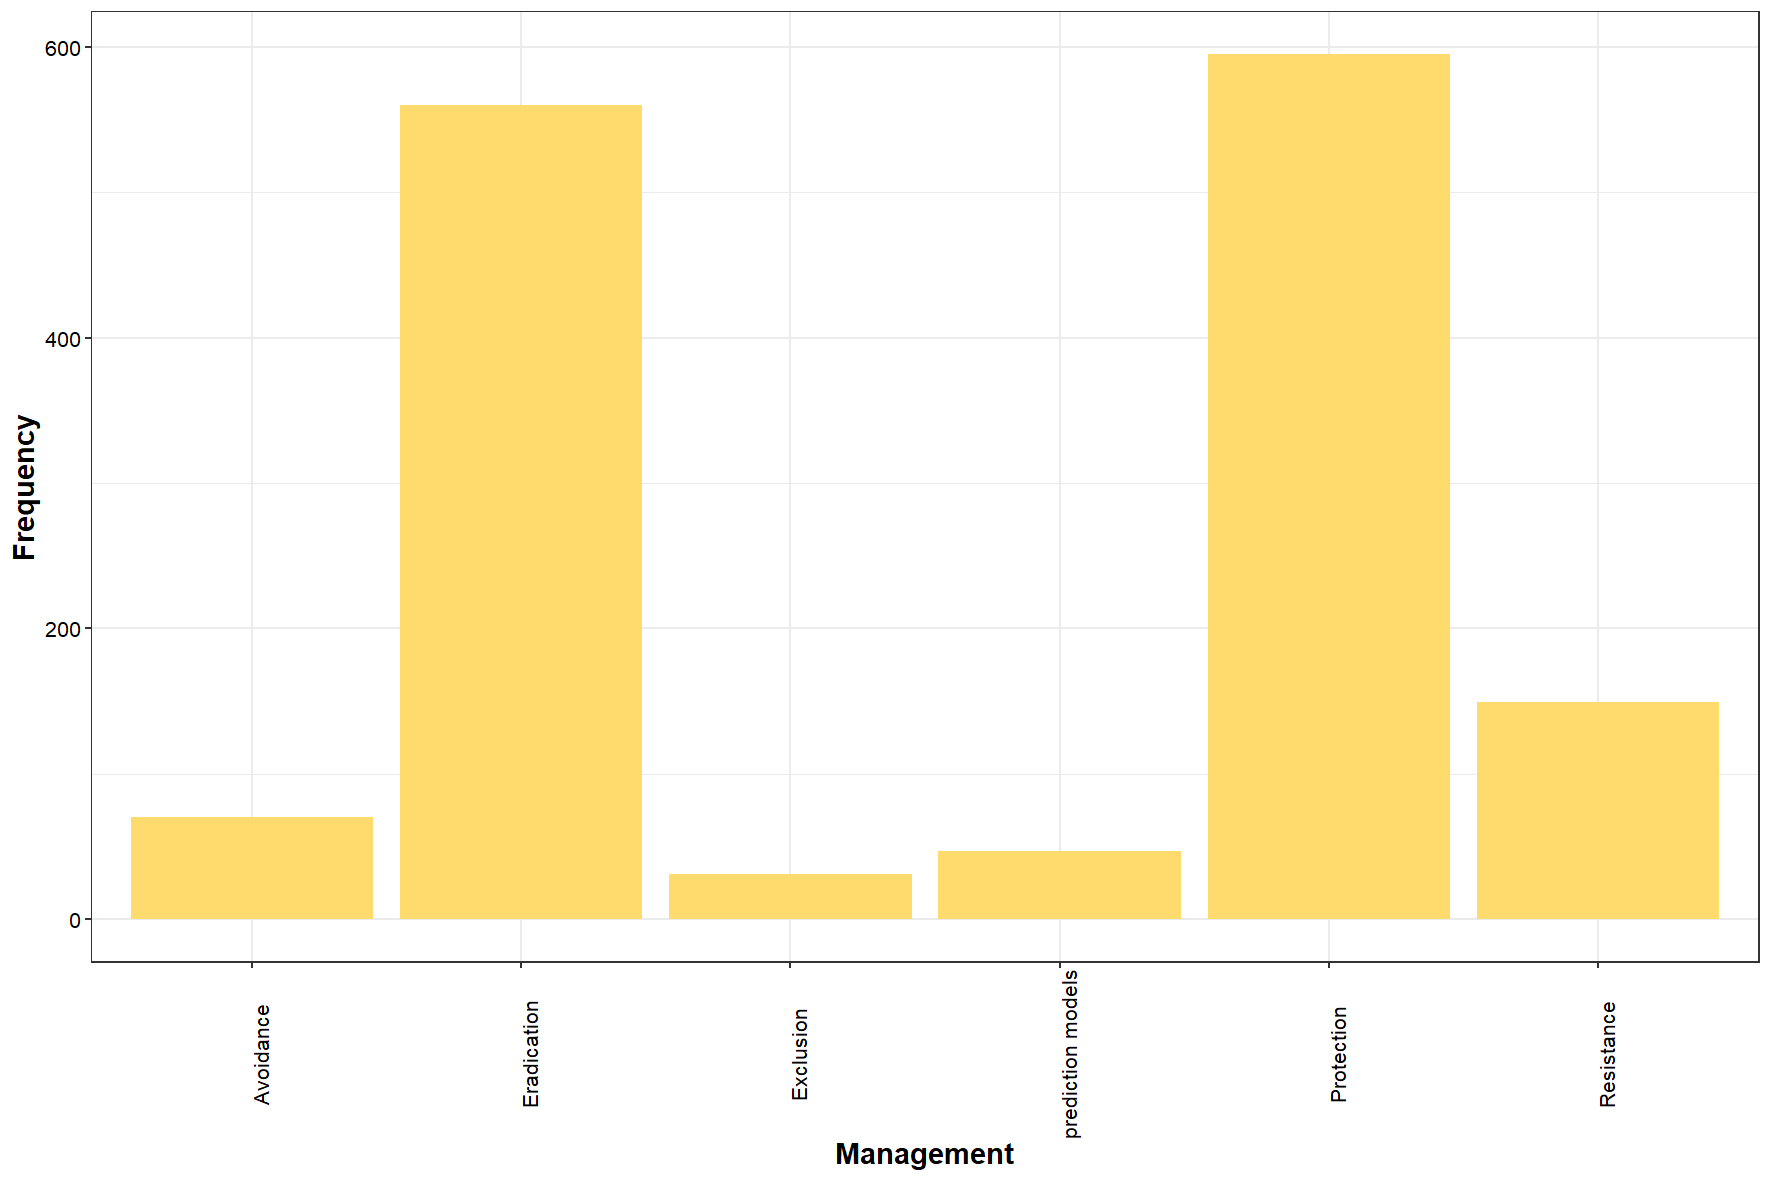 600
400
200
0
Frequency
Avoidance
Eradication
Exclusion
prediction models
Protection
Resistance
Management